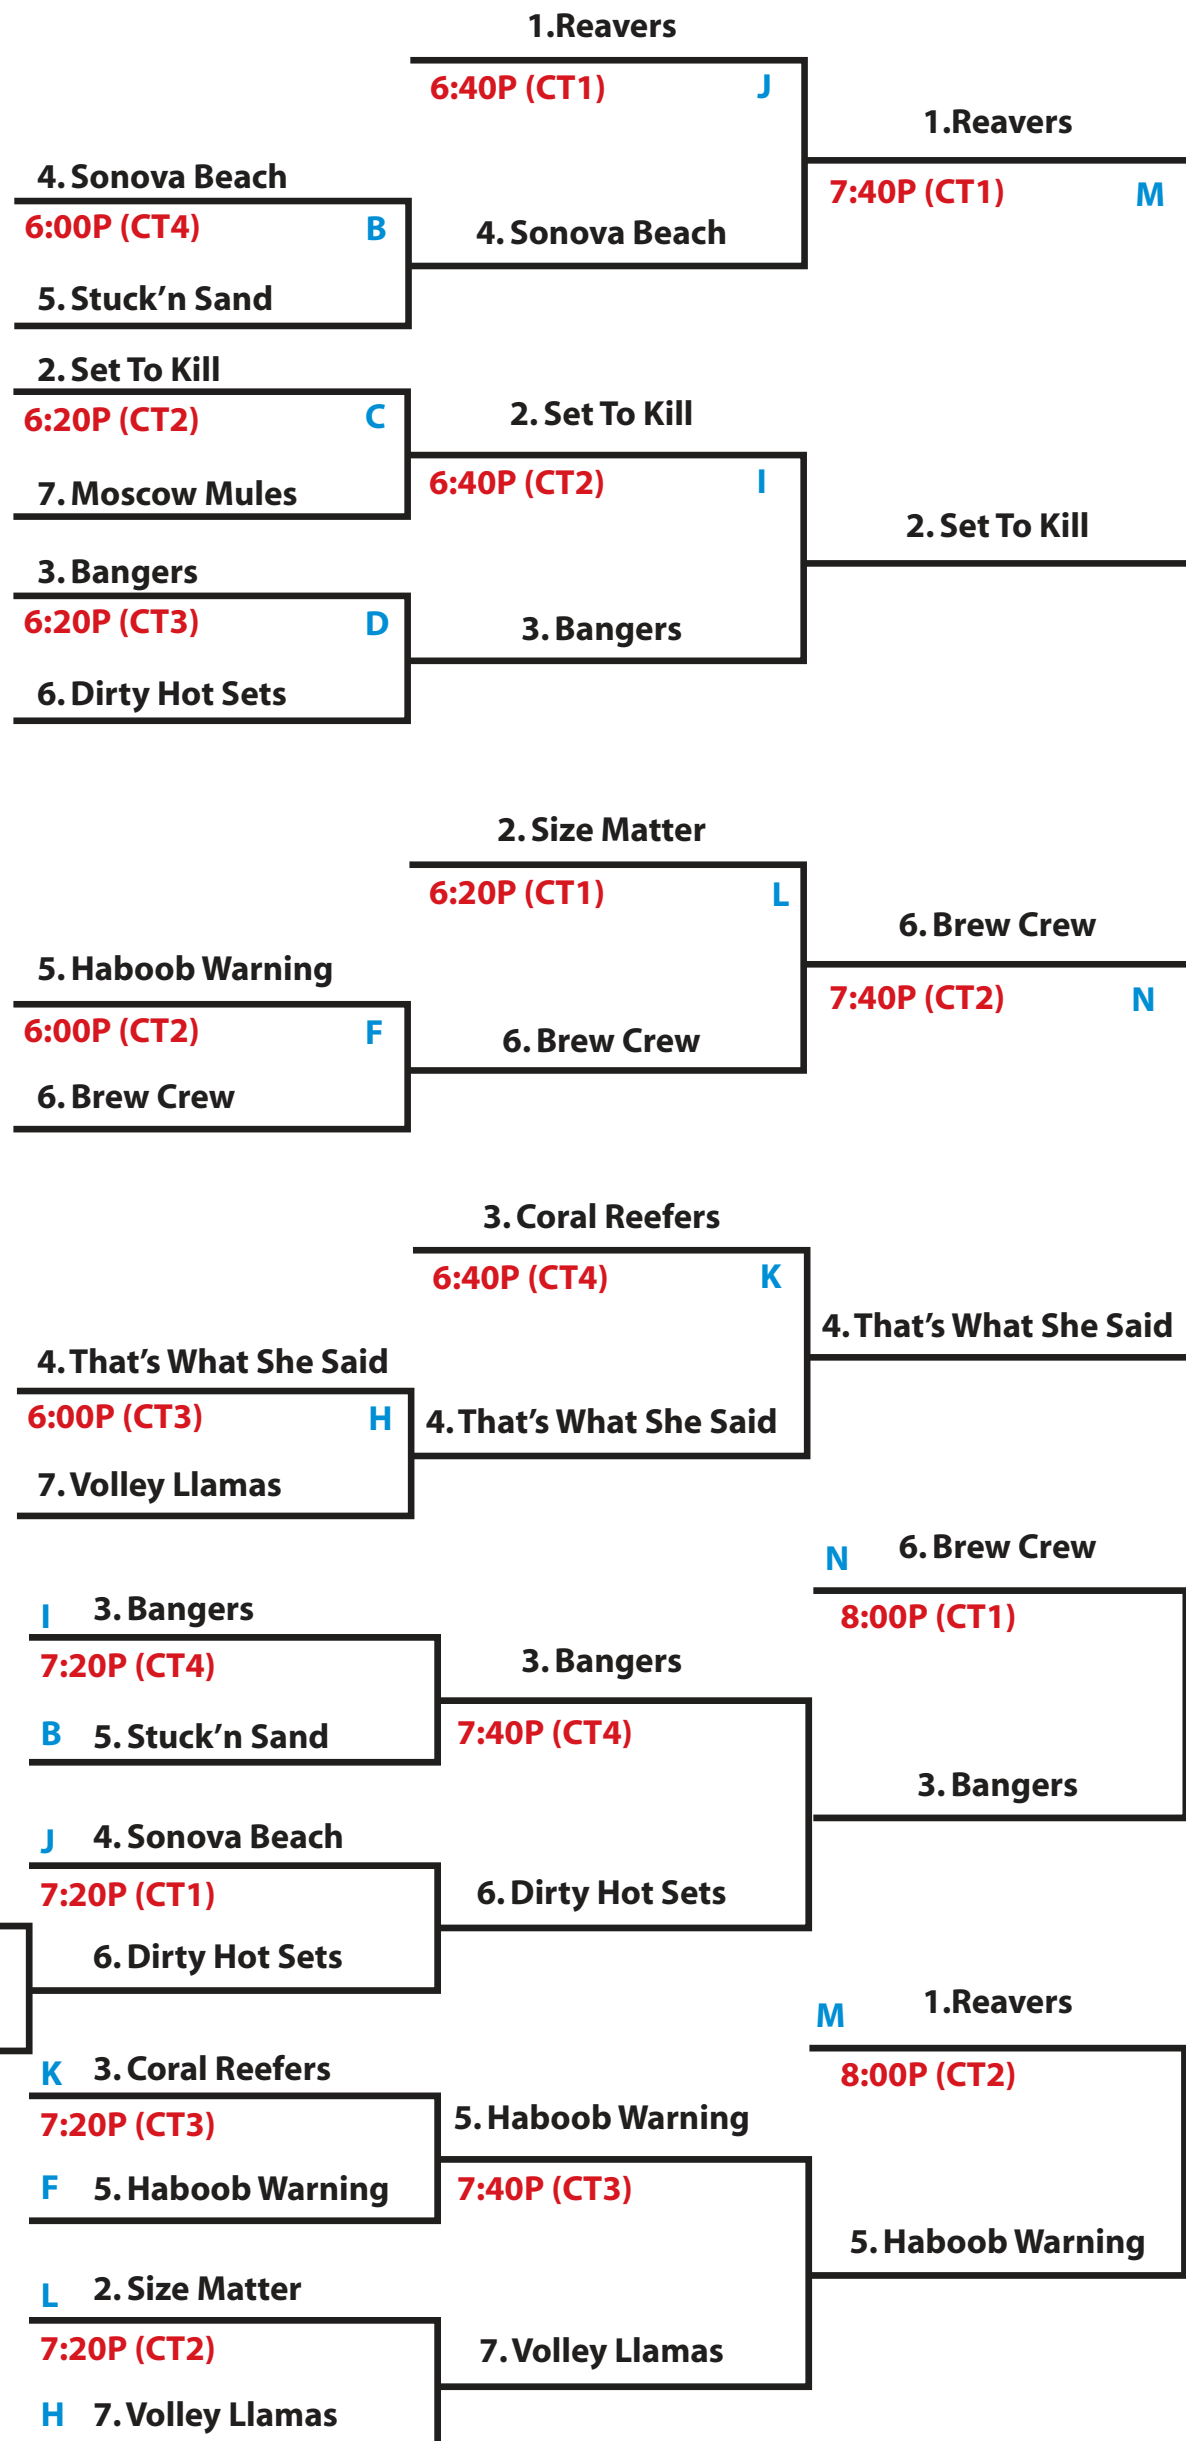 1.Reavers
6:40P (CT1) J
1.Reavers
4. Sonova Beach
7:40P (CT1) M
6:00P (CT4) B
4. Sonova Beach
5. Stuck’n Sand
2. Set To Kill
6:20P (CT2) C
2. Set To Kill
7. Moscow Mules
6:40P (CT2) I
2. Set To Kill
3. Bangers
6:20P (CT3) D
3. Bangers
6. Dirty Hot Sets
2. Size Matter
6:20P (CT1) L
6. Brew Crew
5. Haboob Warning
7:40P (CT2) N
6:00P (CT2) F
6. Brew Crew
6. Brew Crew
3. Coral Reefers
6:40P (CT4) K
4. That’s What She Said
4. That’s What She Said
6:00P (CT3) H
4. That’s What She Said
7. Volley Llamas
N 6. Brew Crew
I 3. Bangers
8:00P (CT1)
7:20P (CT4)
3. Bangers
B 5. Stuck’n Sand
7:40P (CT4)
3. Bangers
J 4. Sonova Beach
7:20P (CT1)
6. Dirty Hot Sets
6. Dirty Hot Sets
M 1.Reavers
K 3. Coral Reefers
8:00P (CT2)
7:20P (CT3)
5. Haboob Warning
F 5. Haboob Warning
7:40P (CT3)
5. Haboob Warning
L 2. Size Matter
7:20P (CT2)
7. Volley Llamas
H 7. Volley Llamas